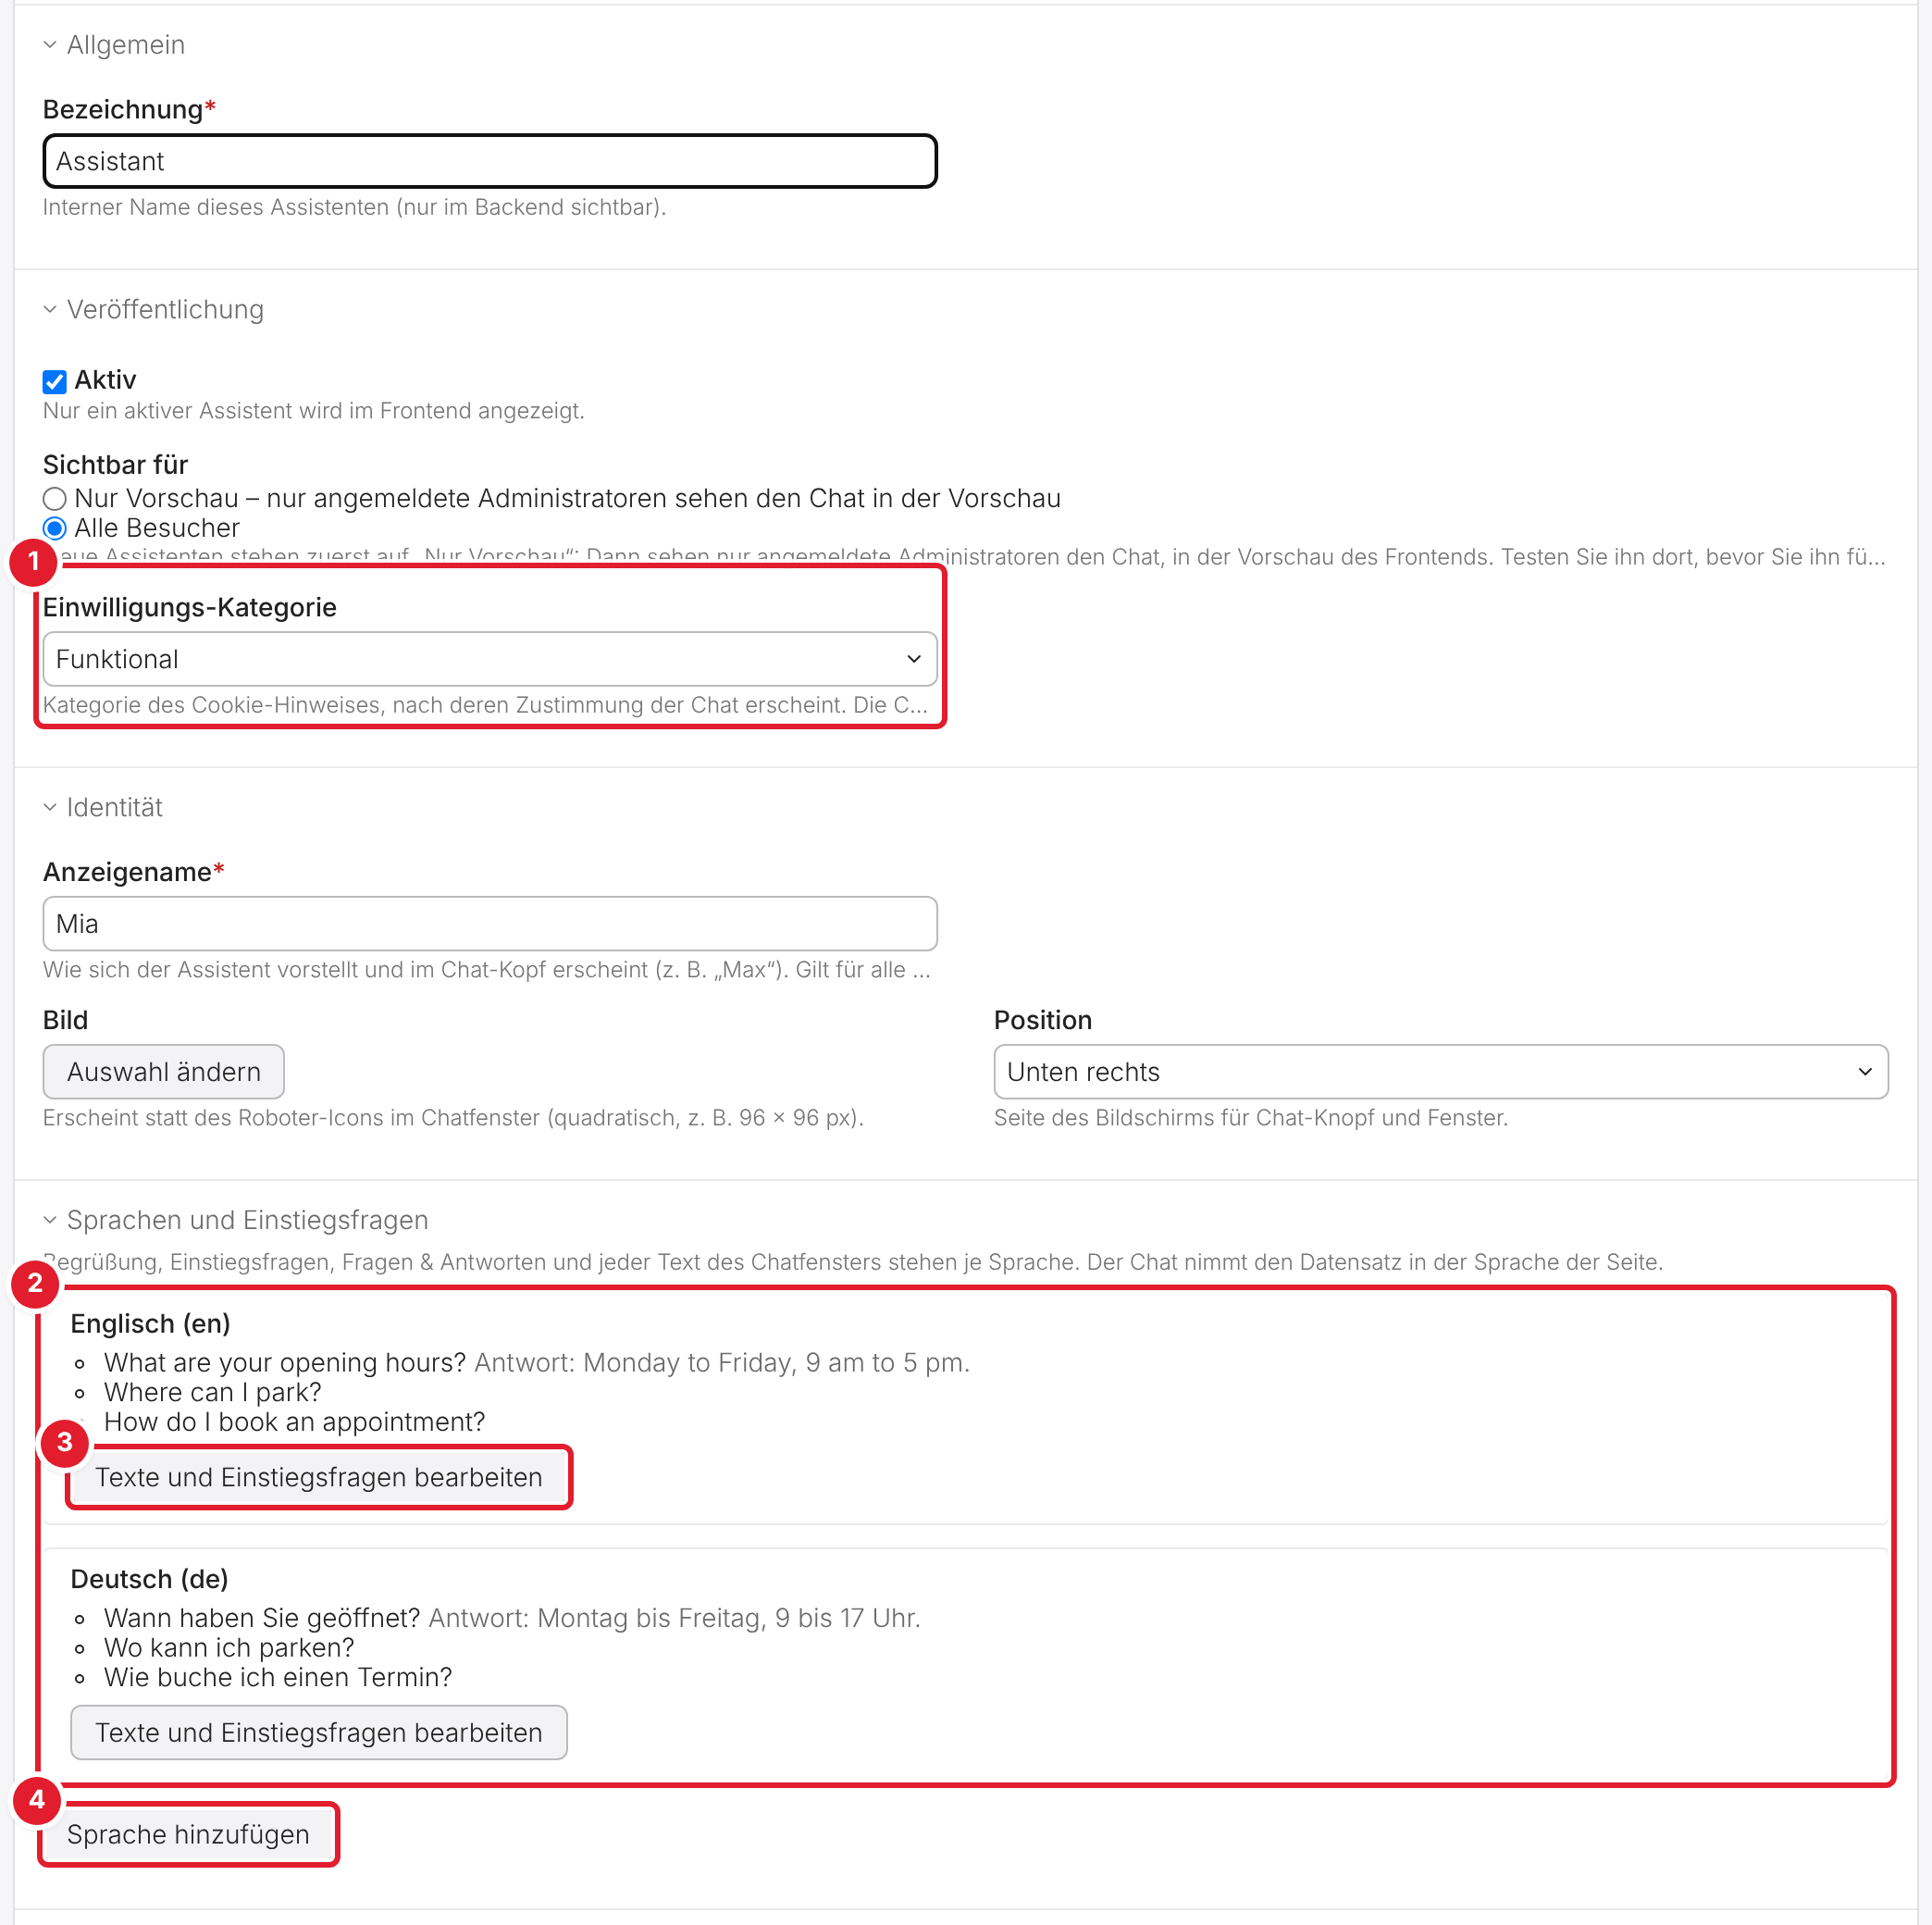 Allgemein
Bezeichnung*
Assistant
Interner Name dieses Assistenten (nur im Backend sichtbar).
Veröffentlichung
Aktiv
Nur ein aktiver Assistent wird im Frontend angezeigt.
Sichtbar für
Nur Vorschau – nur angemeldete Administratoren sehen den Chat in der Vorschau
Alle Besucher
Assistenten stehen zuerst auf „Nur Vorschau“: Dann sehen nur angemeldete Administratoren den Chat, in der Vorschau des Frontends. Testen Sie ihn dort, bevor Sie ihn fü...
1
Einwilligungs-Kategorie
Funktional
Kategorie des Cookie-Hinweises, nach deren Zustimmung der Chat erscheint. Die C...
Identität
Anzeigename*
Mia
Wie sich der Assistent vorstellt und im Chat-Kopf erscheint (z. B. „Max“). Gilt für alle ...
Bild
Position
Auswahl ändern
Unten rechts
Erscheint statt des Roboter-Icons im Chatfenster (quadratisch, z. B. 96 × 96 px).
Seite des Bildschirms für Chat-Knopf und Fenster.
Sprachen und Einstiegsfragen
Begrüßung, Einstiegsfragen, Fragen & Antworten und jeder Text des Chatfensters stehen je Sprache. Der Chat nimmt den Datensatz in der Sprache der Seite.
2
Englisch (en)
What are your opening hours? Antwort: Monday to Friday, 9 am to 5 pm.
Where can I park?
How do I book an appointment?
3
Texte und Einstiegsfragen bearbeiten
Deutsch (de)
Wann haben Sie geöffnet? Antwort: Montag bis Freitag, 9 bis 17 Uhr.
Wo kann ich parken?
Wie buche ich einen Termin?
Texte und Einstiegsfragen bearbeiten
4
Sprache hinzufügen